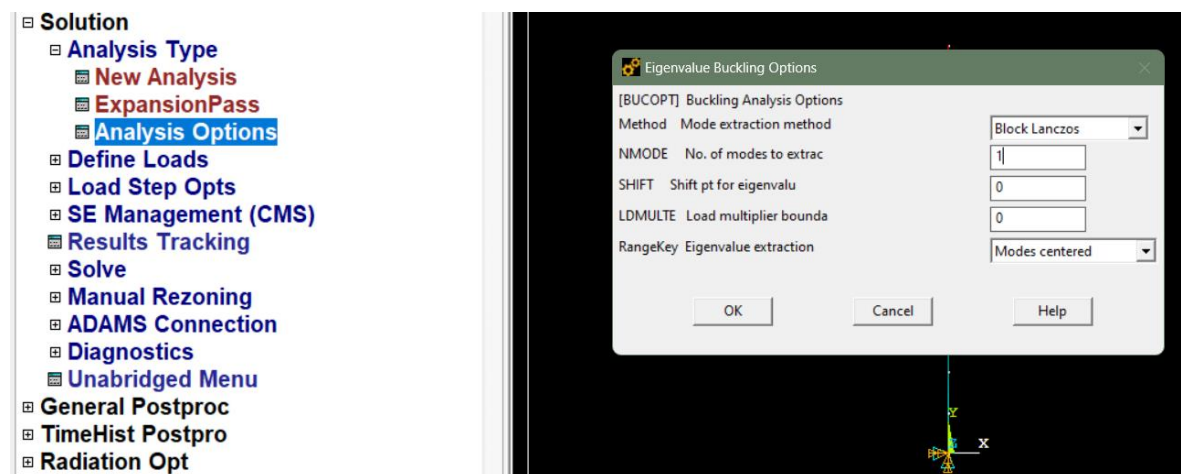 Solution
Analysis Type
New Analysis
ExpansionPass
Analysis Options
Define Loads
Load Step Opts
SE Management (CMS)
Results Tracking
Solve
Manual Rezoning
ADAMS Connection
Diagnostics
Unabridged Menu
General Postproc
TimeHist Postpro
Radiation Opt
Eigenvalue Buckling Options
[BUCOPT] Buckling Analysis Options
Method Mode extraction method Block Lanczos
NMODE No. of modes to extrac 1
SHIFT Shift pt for eigenvalu 0
LDMULTE Load multiplier bounda 0
RangeKey Eigenvalue extraction Modes centered
OK Cancel Help
Y
X